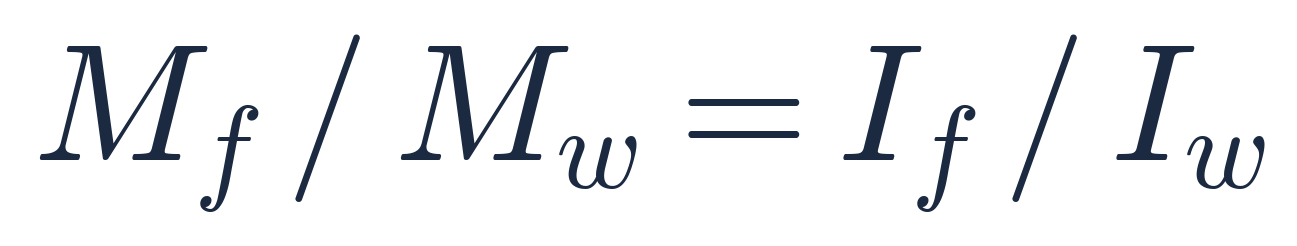 M_f / M_w = I_f / I_w